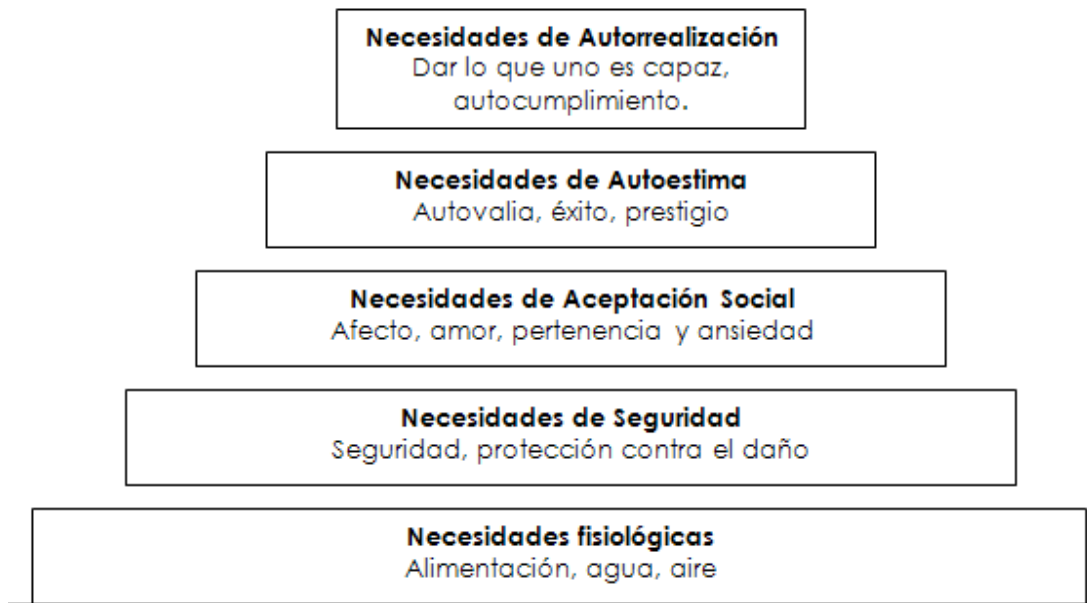 Necesidades de Autorrealización
Dar lo que uno es capaz,
autocumplimiento.
Necesidades de Autoestima
Autovalia, éxito, prestigio
Necesidades de Aceptación Social
Afecto, amor, pertenencia y ansiedad
Necesidades de Seguridad
Seguridad, protección contra el daño
Necesidades fisiológicas
Alimentación, agua, aire